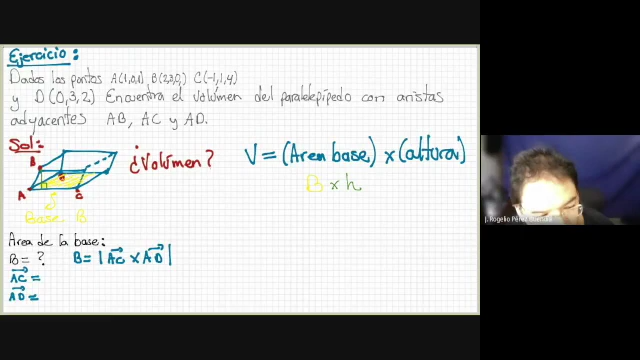 Ejercicio:
Dados los puntos A(1,0,1), B(2,3,0,) C(-1,1,4)
y D(0,3,2) Encuentra el volúmen del paralelepípedo con aristas
adyacentes AB, AC y AD.
Sol:
¿Volúmen?
V = (Area base) × (altura)
B × h
B
A
C
Base B
Area de la base:
B = ? B = |AC × AD|
AC =
AD =
J. Rogelio Pérez